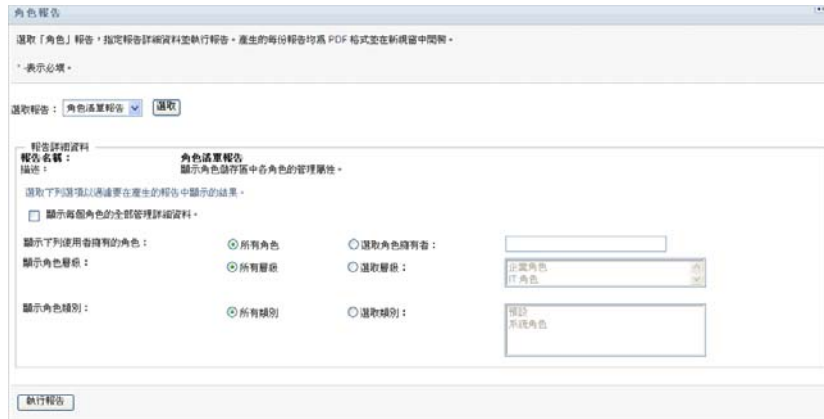 角色報告
選取「角色」報告，指定報告詳細資料並執行報告。產生的每份報告均為 PDF 格式並在新視窗中開啟。
* -表示必填。
選取報告： 角色清單報告 選取
報告詳細資料
報告名稱： 角色清單報告
描述： 顯示角色儲存區中各角色的管理屬性。
選取下列選項以過濾要在產生的報告中顯示的結果。
顯示每個角色的全部管理詳細資料。
顯示下列使用者擁有的角色： 所有角色 選取角色擁有者：
顯示角色層級： 所有層級 選取層級： 企業角色
IT 角色
顯示角色類別： 所有類別 選取類別： 預設
系統角色
執行報告